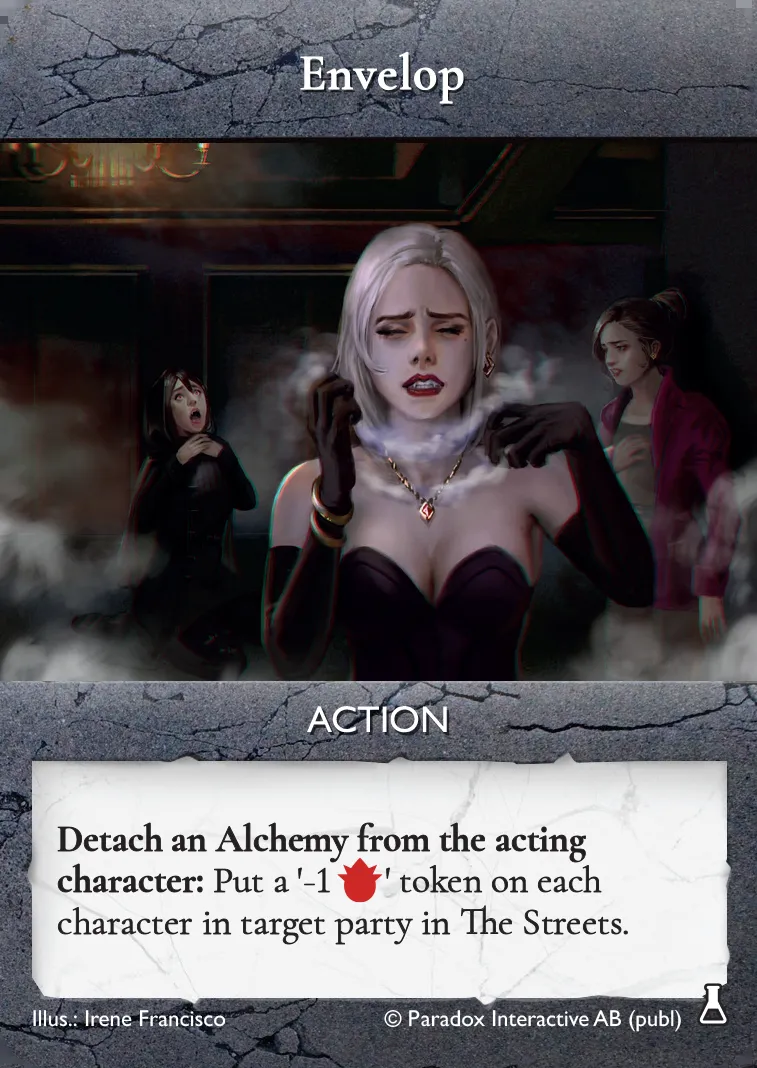 Envelop
ACTION
Detach an Alchemy from the acting
character: Put a '-1 ' token on each
character in target party in The Streets.
Illus.: Irene Francisco
© Paradox Interactive AB (publ)